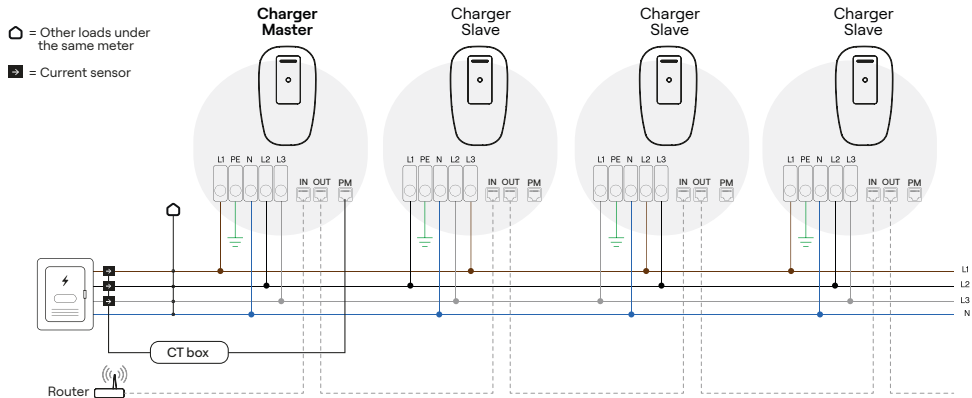 = Other loads under
the same meter
= Current sensor
Charger
Master
Charger
Slave
Charger
Slave
Charger
Slave
L1 PE N L2 L3
IN OUT PM
L1 PE N L2 L3
IN OUT PM
L1 PE N L2 L3
IN OUT PM
L1 PE N L2 L3
IN OUT PM
L1
L2
L3
N
CT box
Router